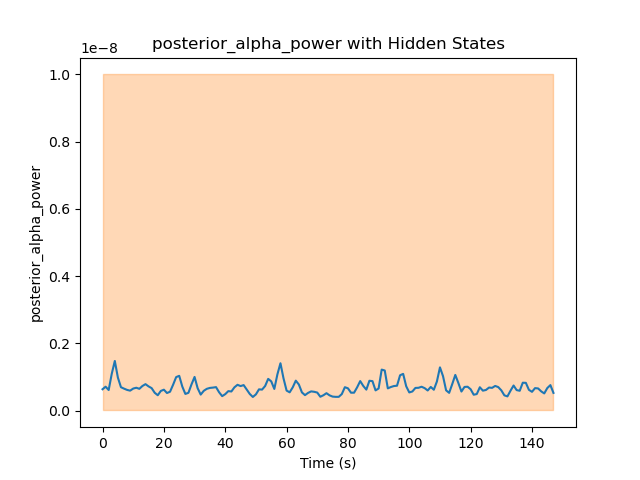 posterior_alpha_power with Hidden States
1e−8
1.0
0.8
0.6
0.4
0.2
0.0
posterior_alpha_power
0 20 40 60 80 100 120 140
Time (s)